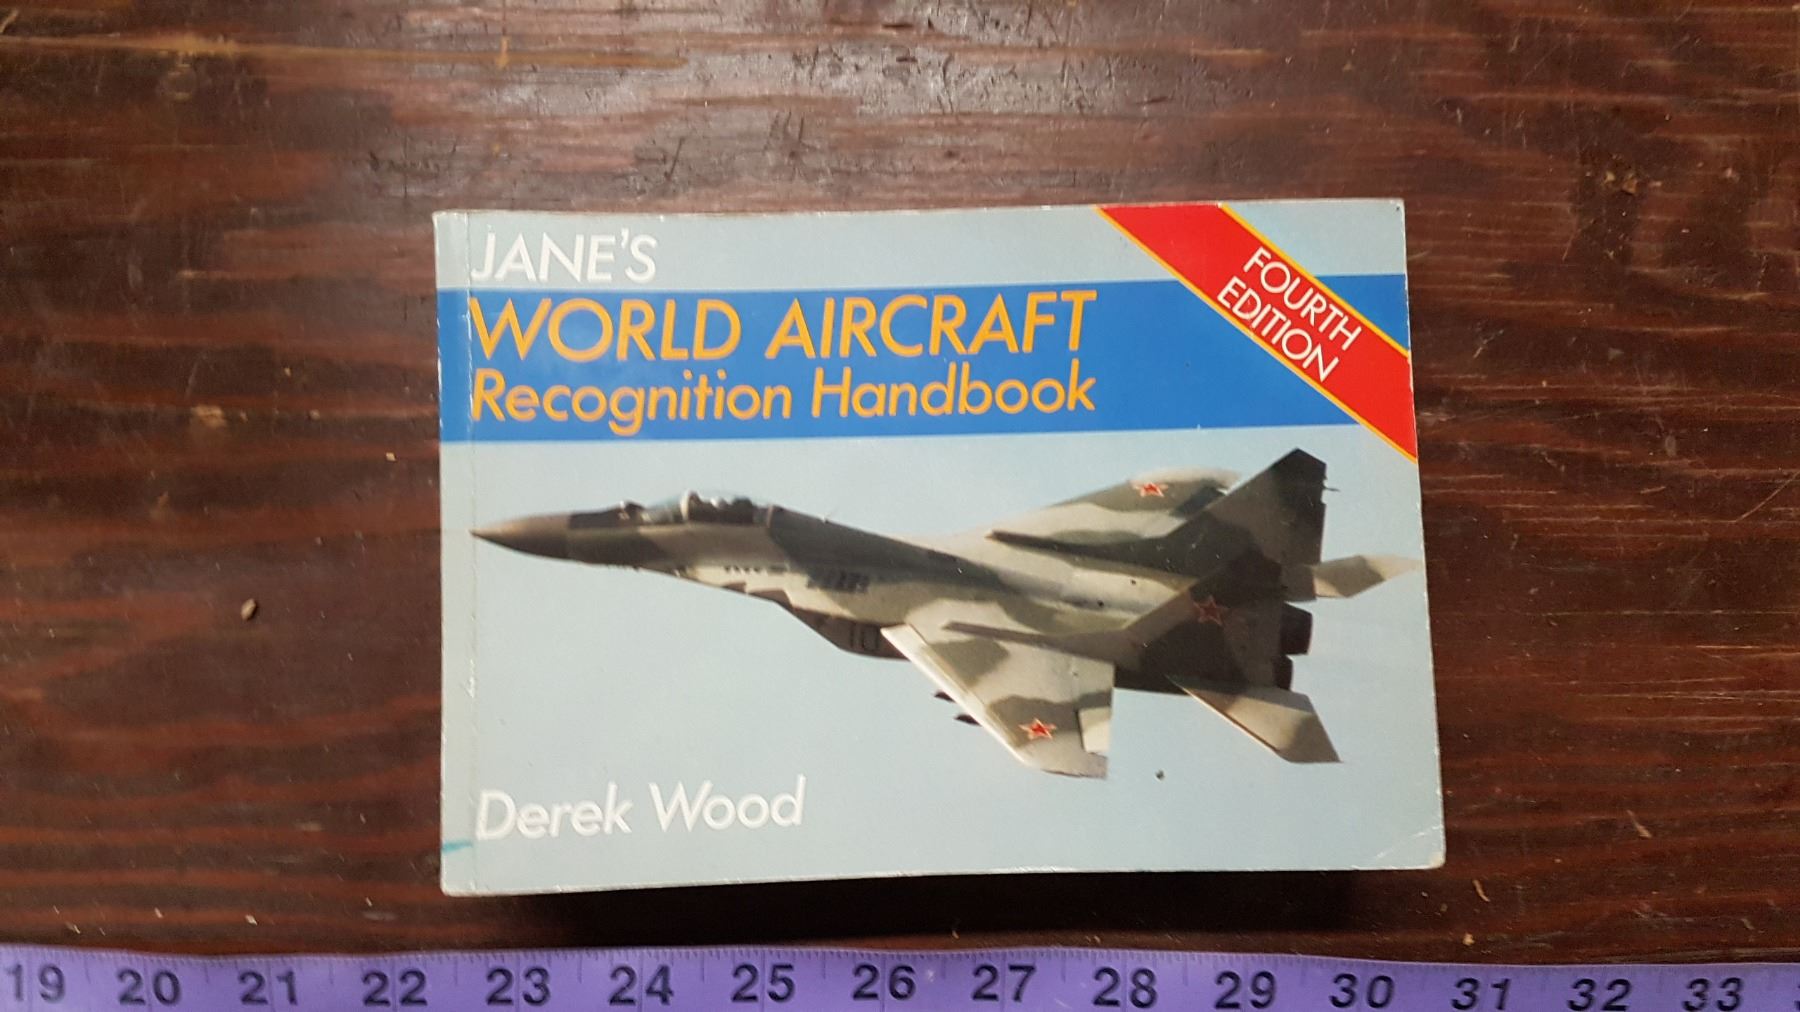 JANE'S
WORLD AIRCRAFT
Recognition Handbook
FOURTH
EDITION
10
Derek Wood
19 20 21 22 23 24 25 26 27 28 29 30 31 32 33